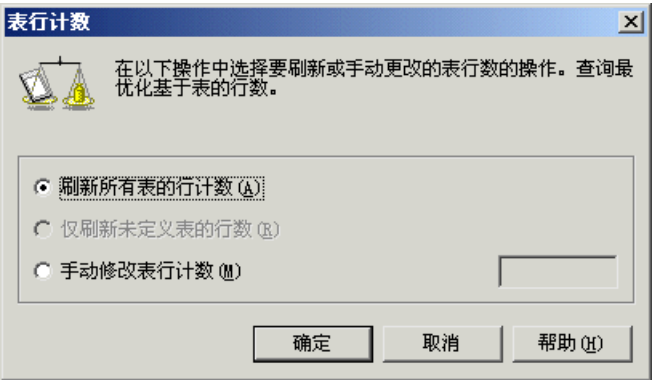 表行计数
在以下操作中选择要刷新或手动更改的表行数的操作。查询最
优化基于表的行数。
刷新所有表的行计数(A)
仅刷新未定义表的行数(R)
手动修改表行计数(M)
确定 取消 帮助(H)